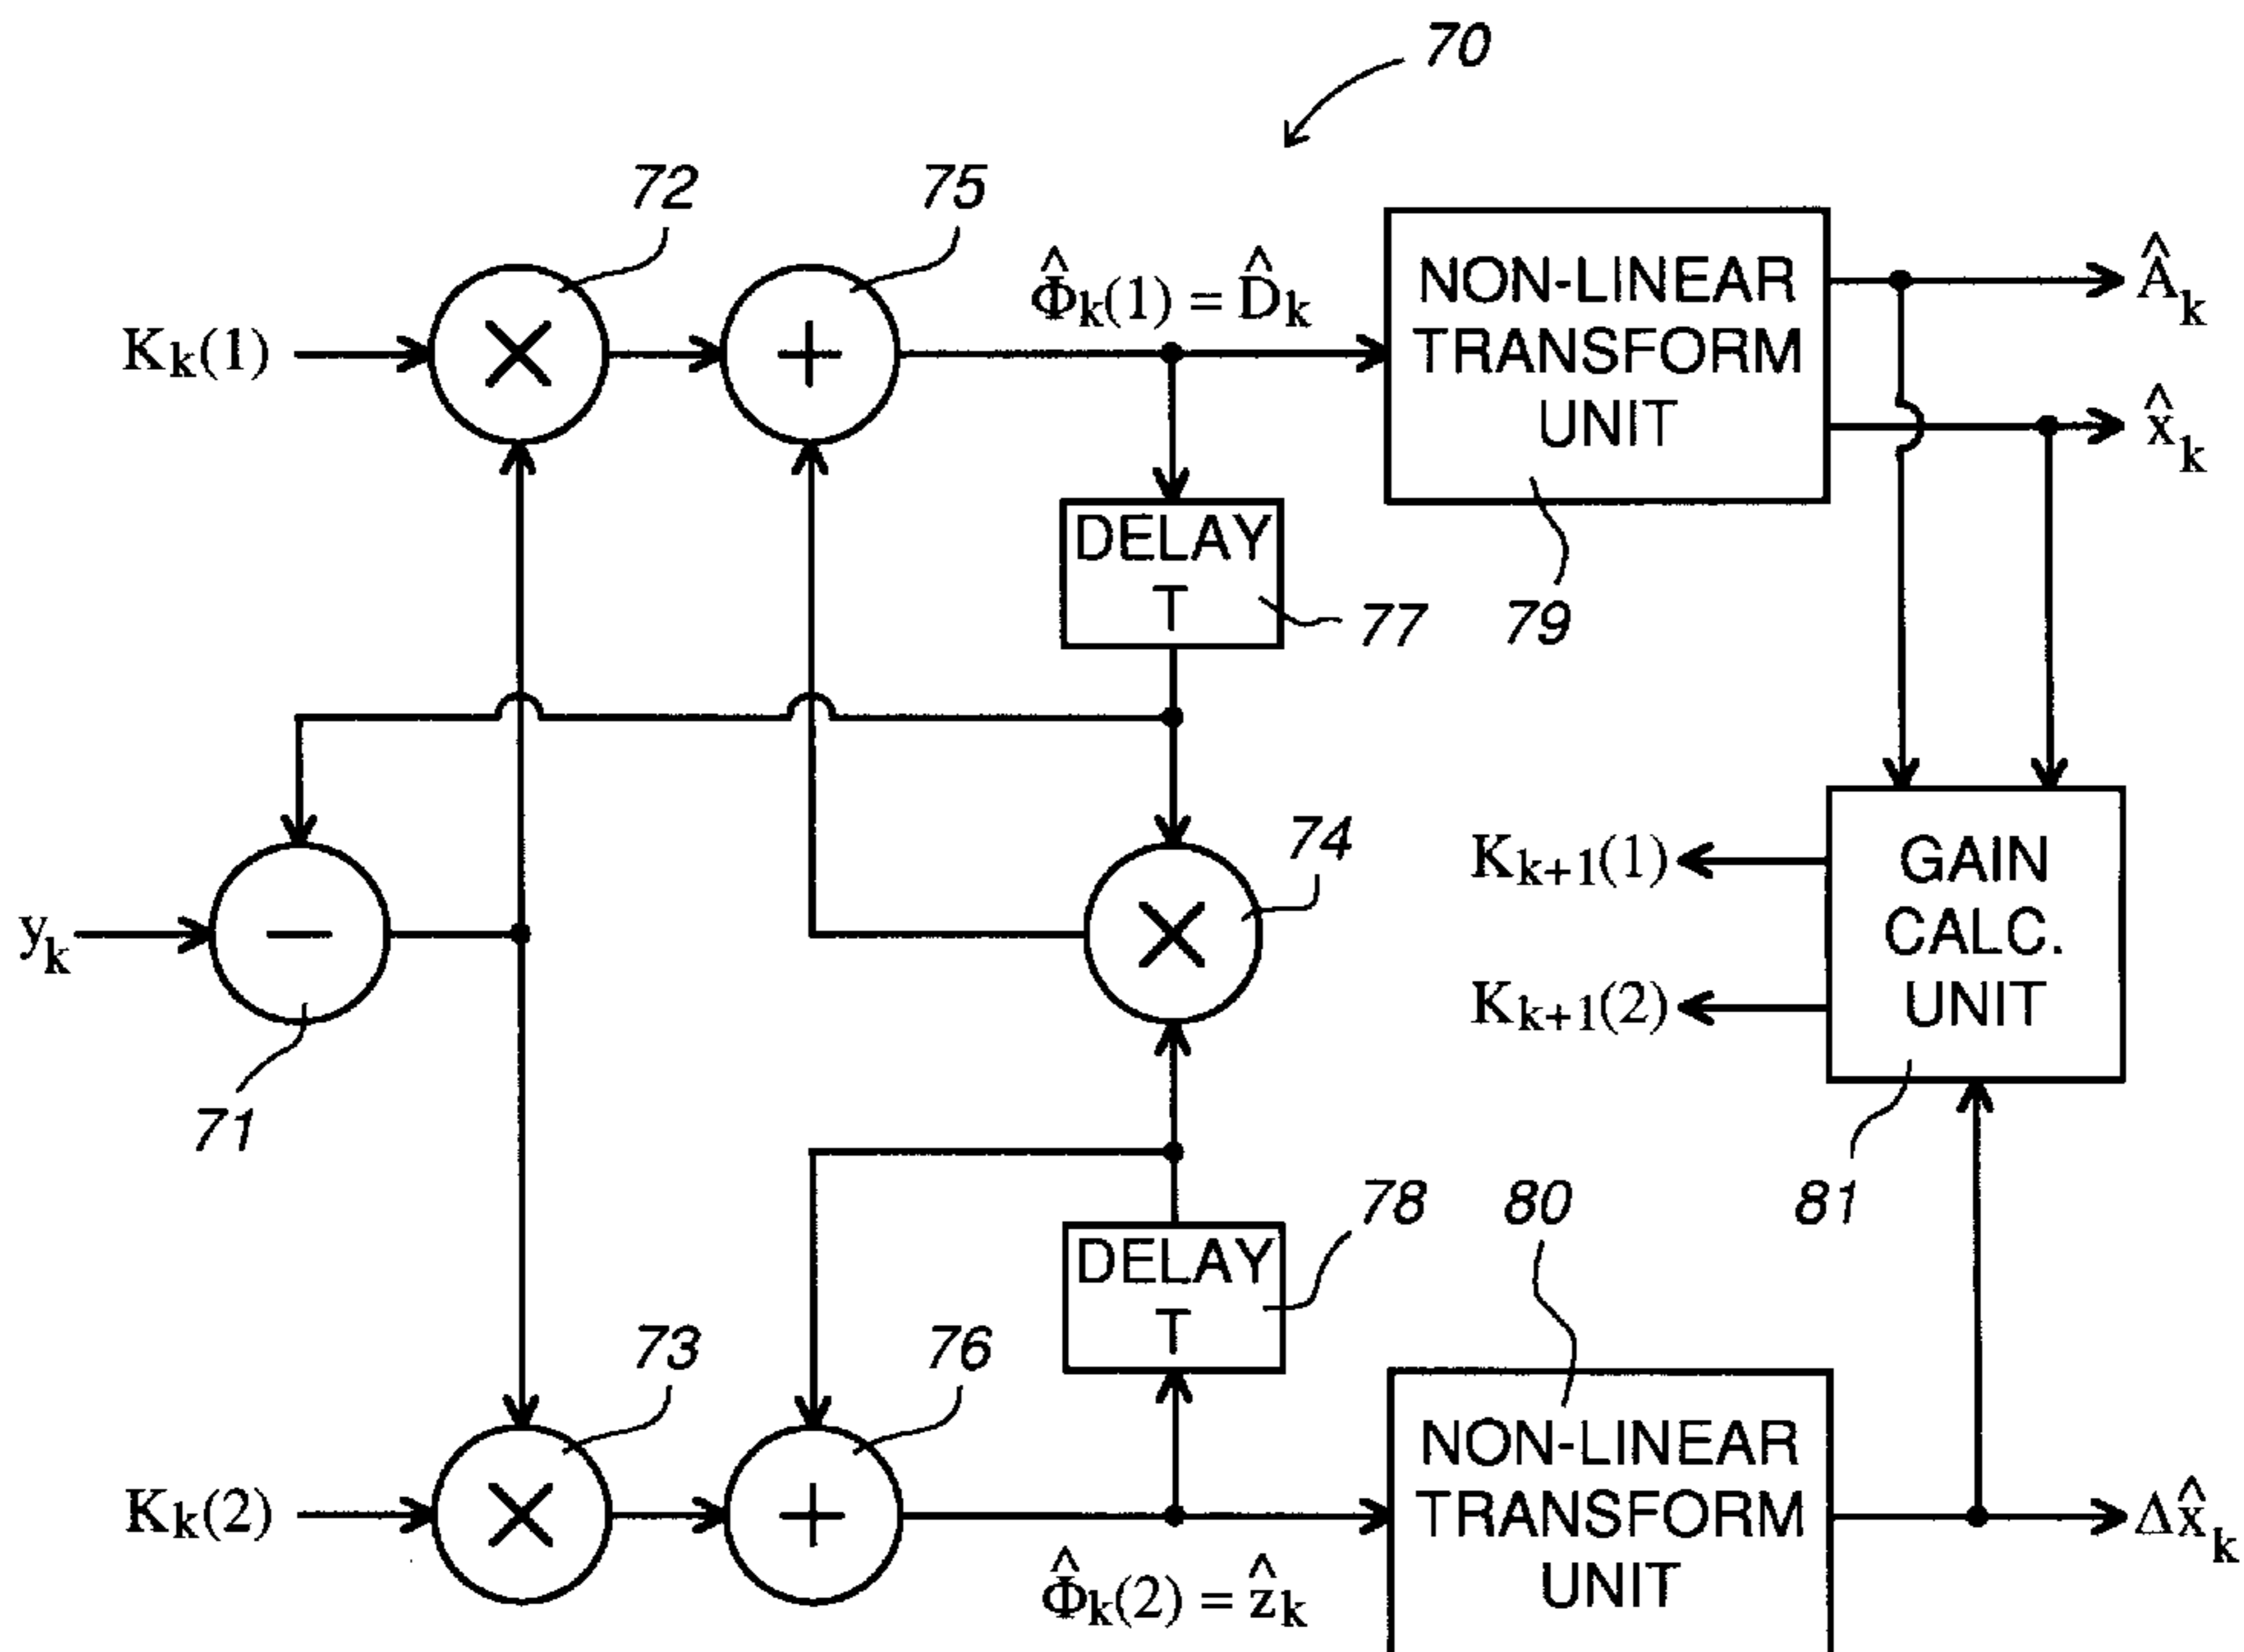 70
72
75
Φ̂k(1) = D̂k
NON-LINEAR
TRANSFORM
UNIT
Âk
Kk(1)
×
+
x̂k
DELAY
T
77
79
74
Kk+1(1)
GAIN
CALC.
UNIT
yk
−
×
Kk+1(2)
71
78
80
81
DELAY
T
73
76
NON-LINEAR
TRANSFORM
UNIT
Kk(2)
×
+
Δx̂k
Φ̂k(2) = ẑk